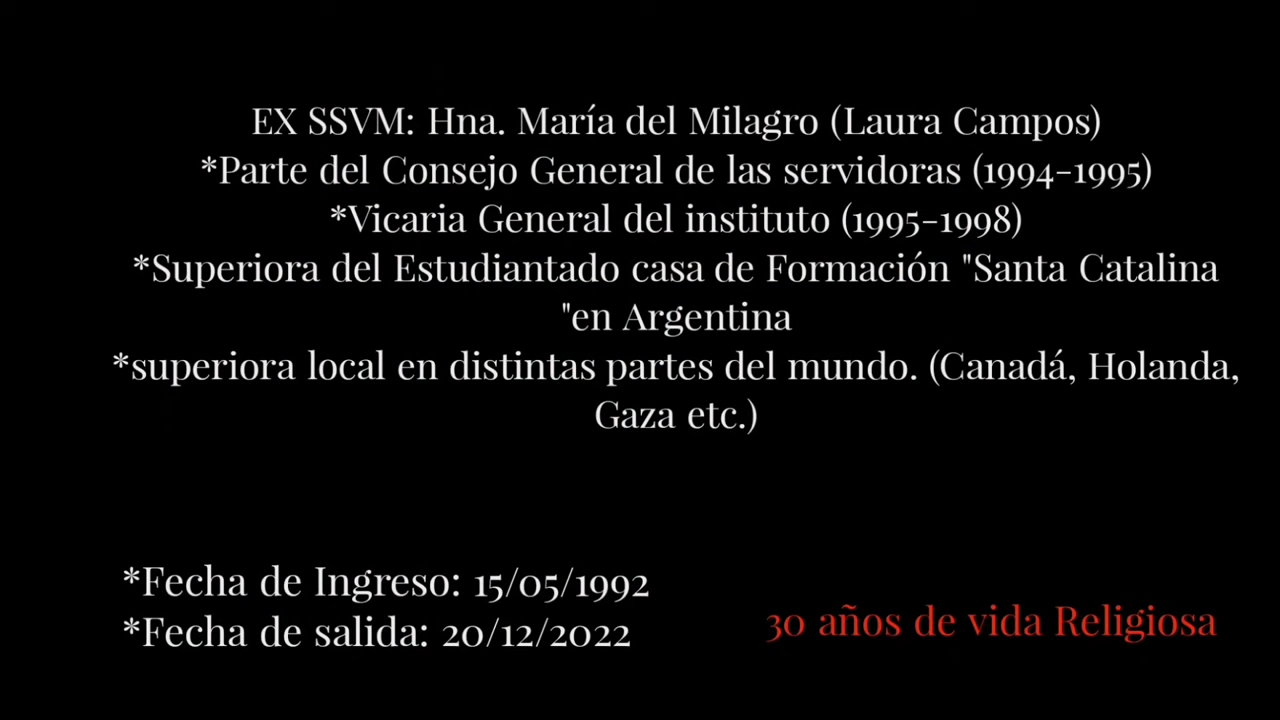 EX SSVM: Hna. María del Milagro (Laura Campos)
*Parte del Consejo General de las servidoras (1994-1995)
*Vicaria General del instituto (1995-1998)
*Superiora del Estudiantado casa de Formación "Santa Catalina
"en Argentina
*superiora local en distintas partes del mundo. (Canadá, Holanda,
Gaza etc.)
*Fecha de Ingreso: 15/05/1992
*Fecha de salida: 20/12/2022
30 años de vida Religiosa